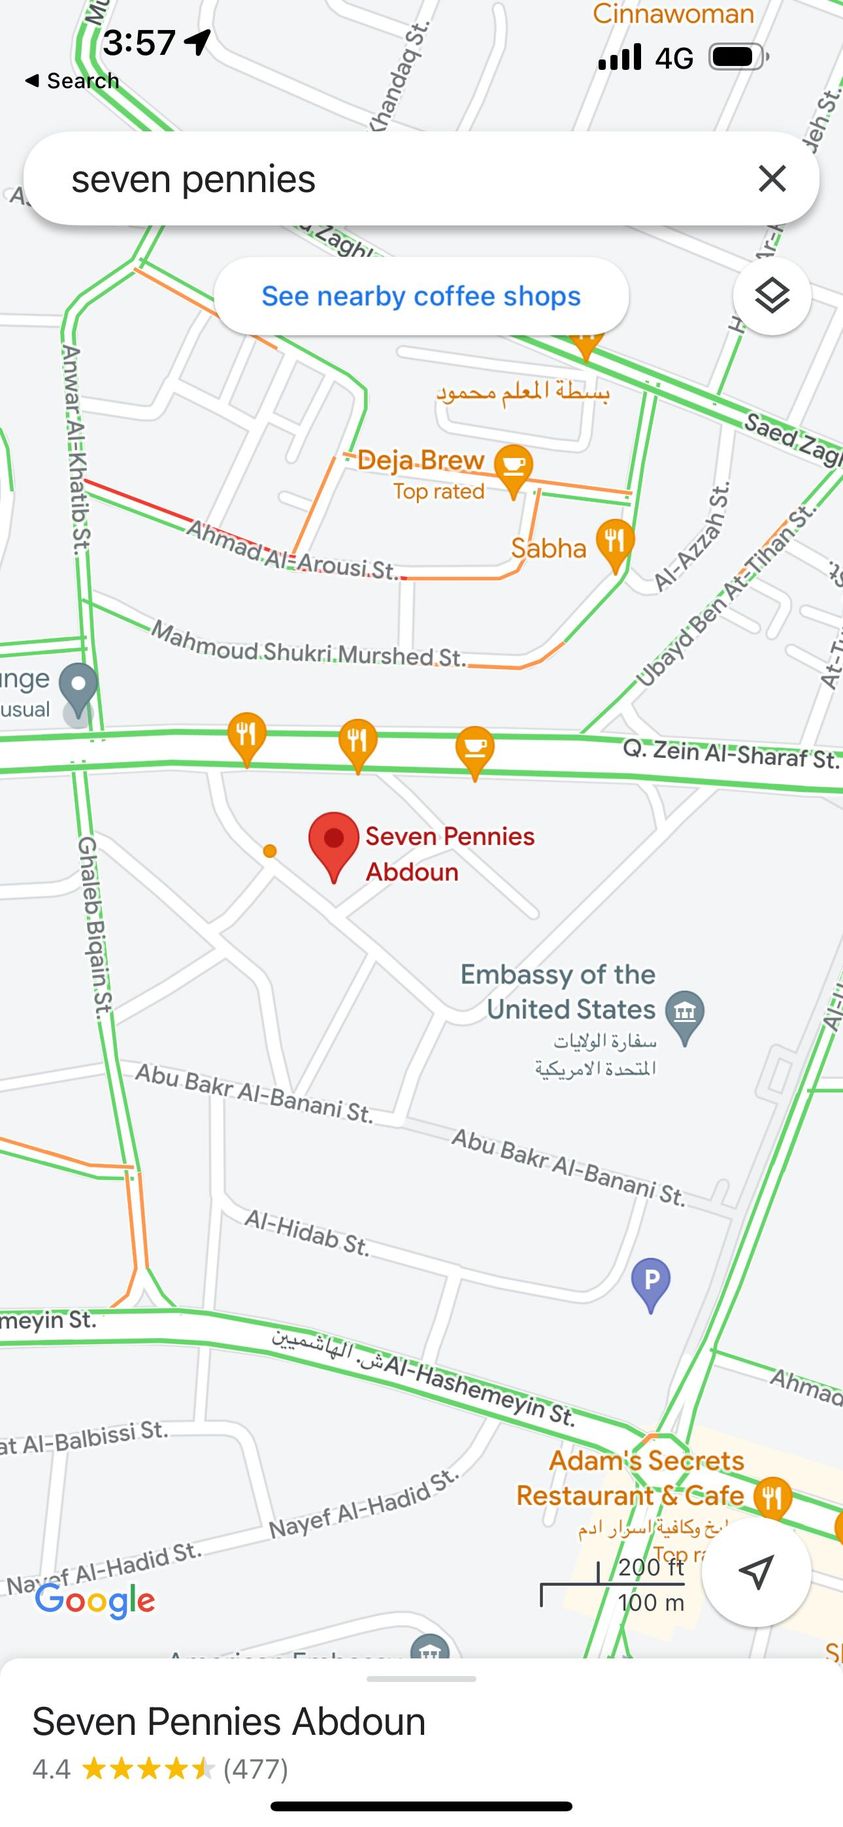 Cinnawoman
3:57
4G
Search
Khandaq St.
seven pennies
See nearby coffee shops
بسطة المعلم محمود
Saed Zagl
Anwar Al-Khatib St.
Deja Brew
Top rated
Sabha
Al-Azzah St.
Ahmad Al-Arousi St.
Ubayd Ben At-Tihan St.
Mahmoud Shukri Murshed St.
nge
usual
Q. Zein Al-Sharaf St.
Seven Pennies
Abdoun
Ghaleb Biqain St.
Embassy of the
United States
سفارة الولايات
المتحدة الامريكية
Abu Bakr Al-Banani St.
Abu Bakr Al-Banani St.
Al-Hidab St.
P
meyin St.
ش. الهاشميين Al-Hashemeyin St.
Ahmad
at Al-Balbissi St.
Adam's Secrets
Restaurant & Cafe
Nayef Al-Hadid St.
Nayef Al-Hadid St.
200 ft
100 m
Google
Seven Pennies Abdoun
4.4 (477)